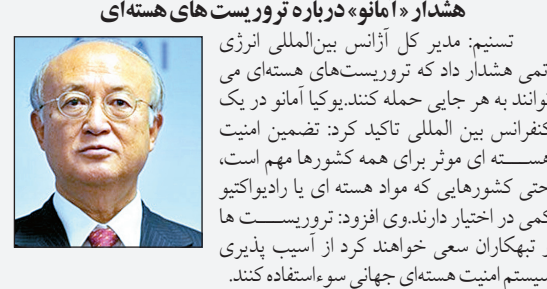 هشدار «آمانو» درباره تروریست های هسته‌ای
تسنیم: مدیر کل آژانس بین‌المللی انرژی
اتمی هشدار داد که تروریست‌های هسته‌ای می
توانند به هر جایی حمله کنند.یوکیا آمانو در یک
کنفرانس بین المللی تاکید کرد: تضمین امنیت
هسته ای موثر برای همه کشورها مهم است،
حتی کشورهایی که مواد هسته ای یا رادیواکتیو
کمی در اختیار دارند.وی افزود: تروریست ها
و تبهکاران سعی خواهند کرد از آسیب پذیری
سیستم امنیت هسته‌ای جهانی سوءاستفاده کنند.